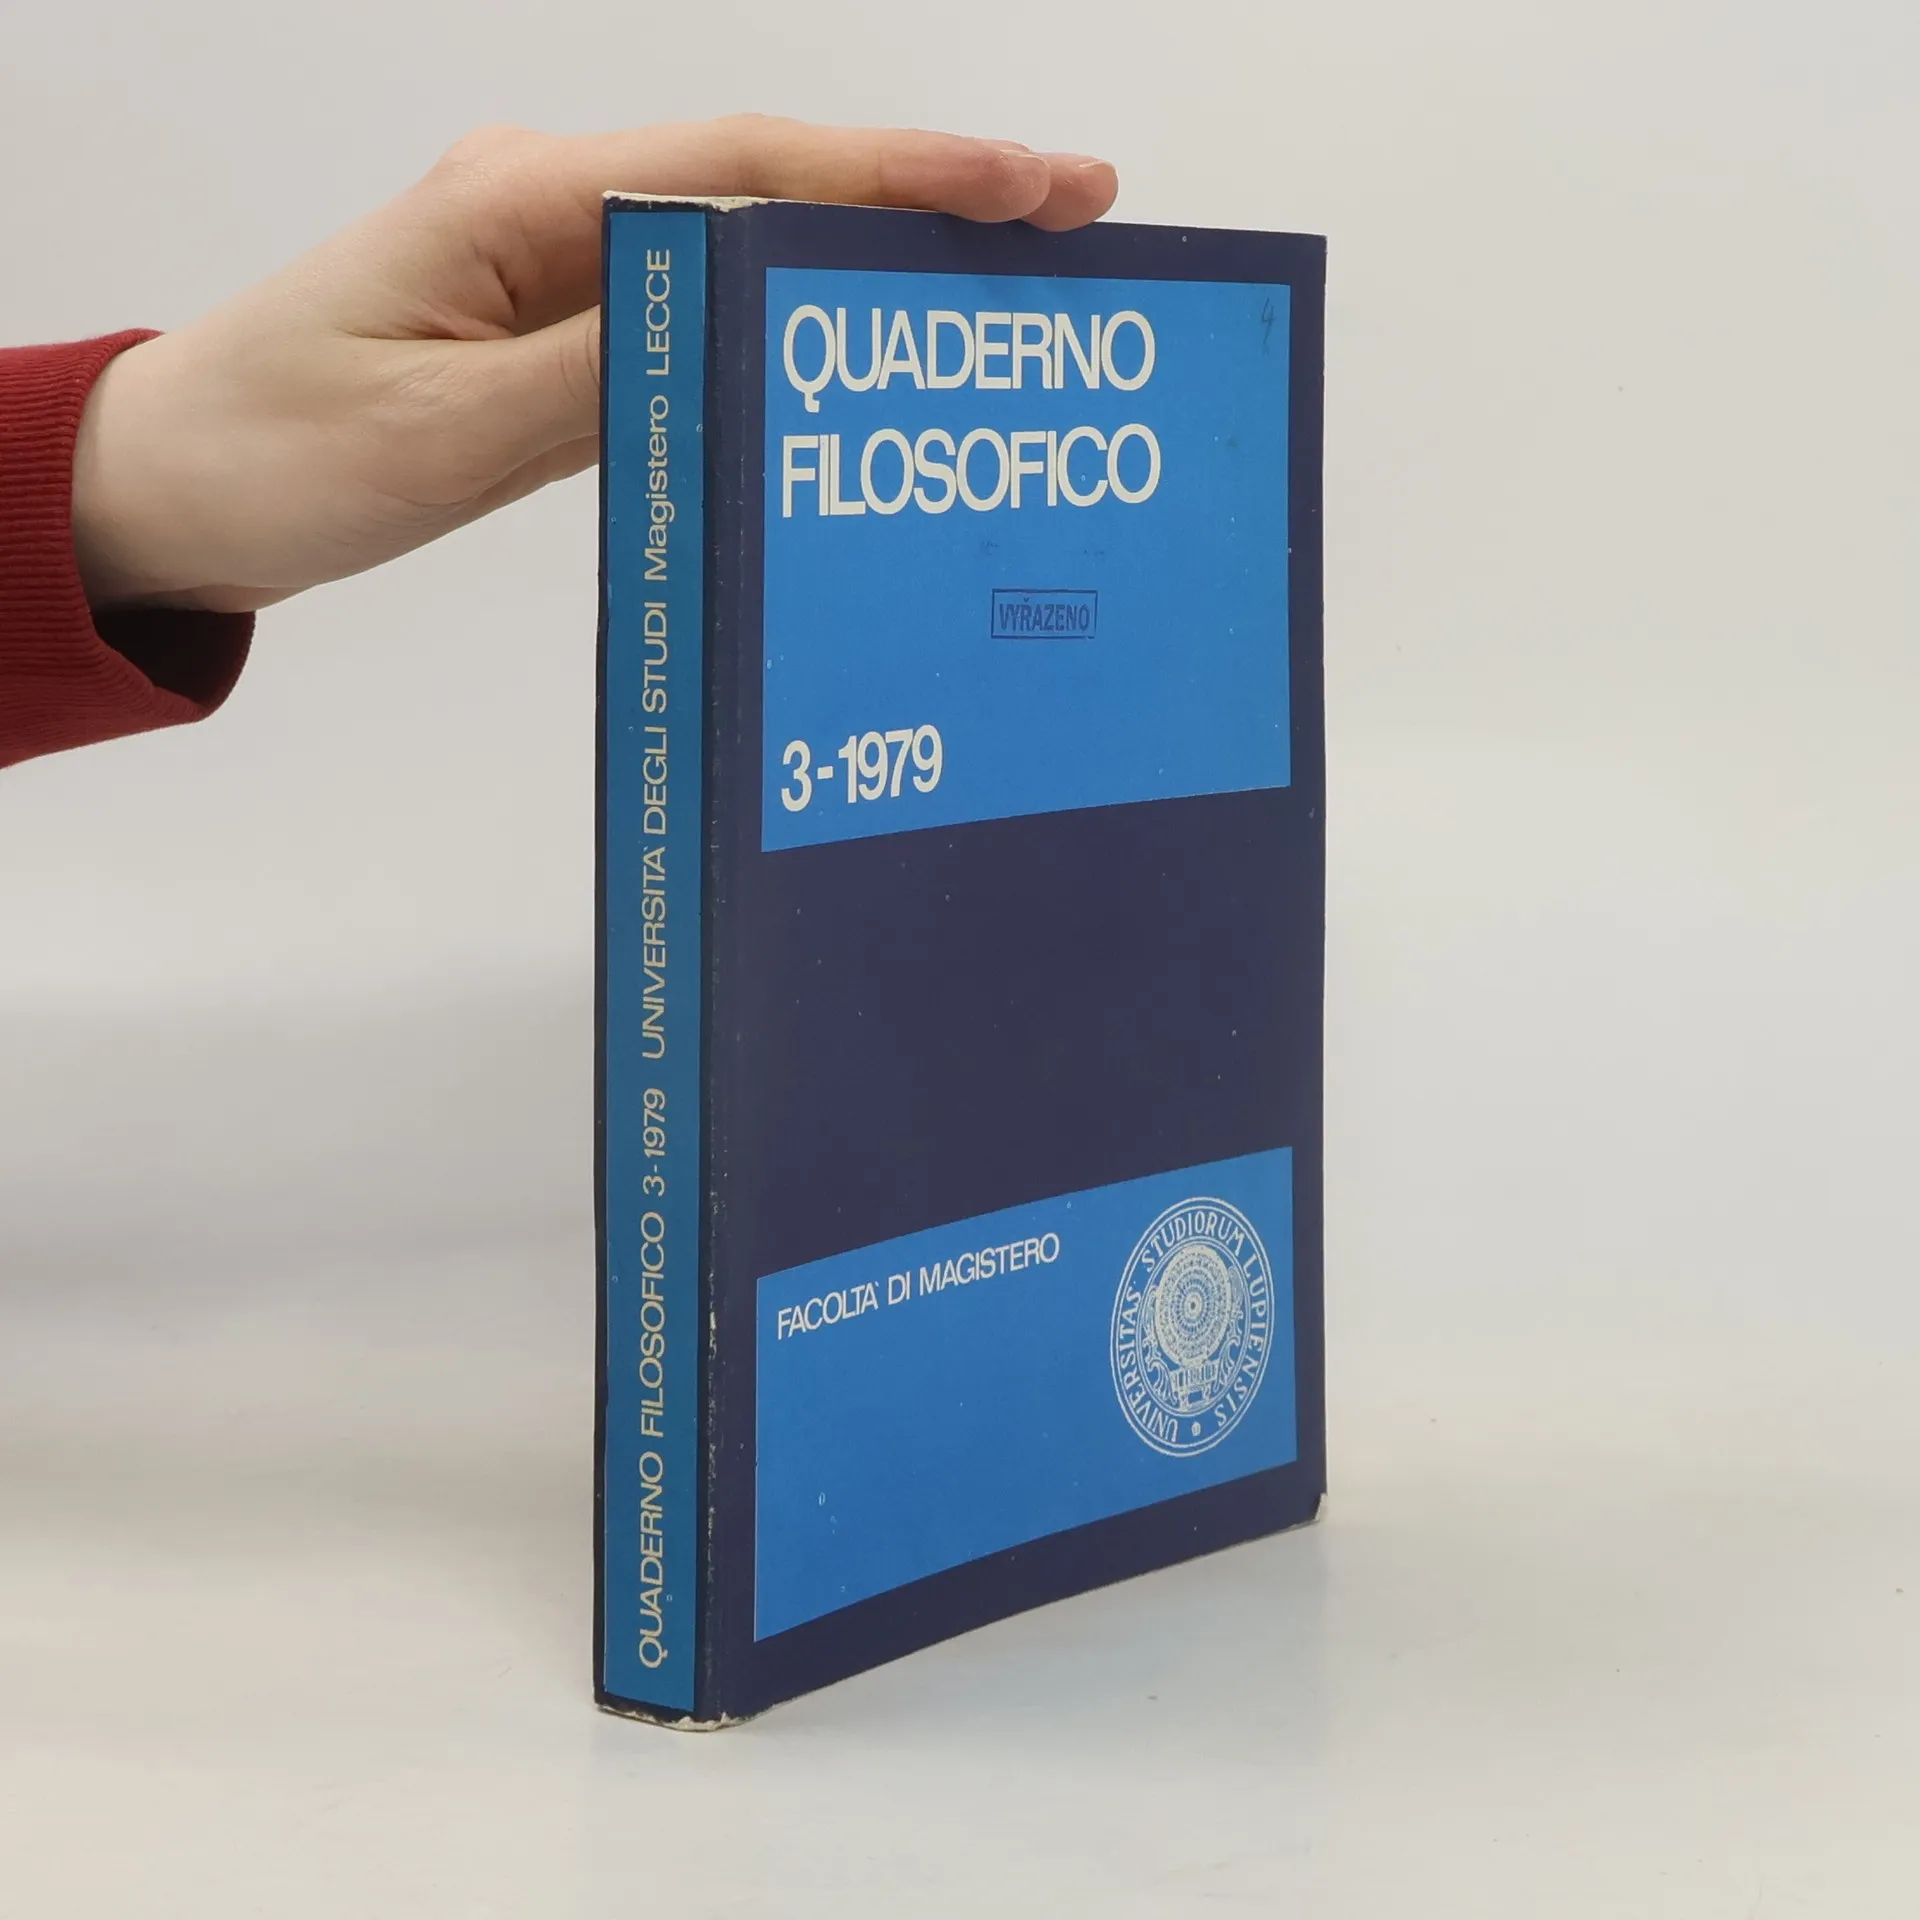 QUADERNO FILOSOFICO 3-1979 UNIVERSITA' DEGLI STUDI Magistero LECCE
QUADERNO
FILOSOFICO
4
VYŘAZENO
3-1979
FACOLTA' DI MAGISTERO
UNIVERSITAS · STUDIORUM LUPIENSIS